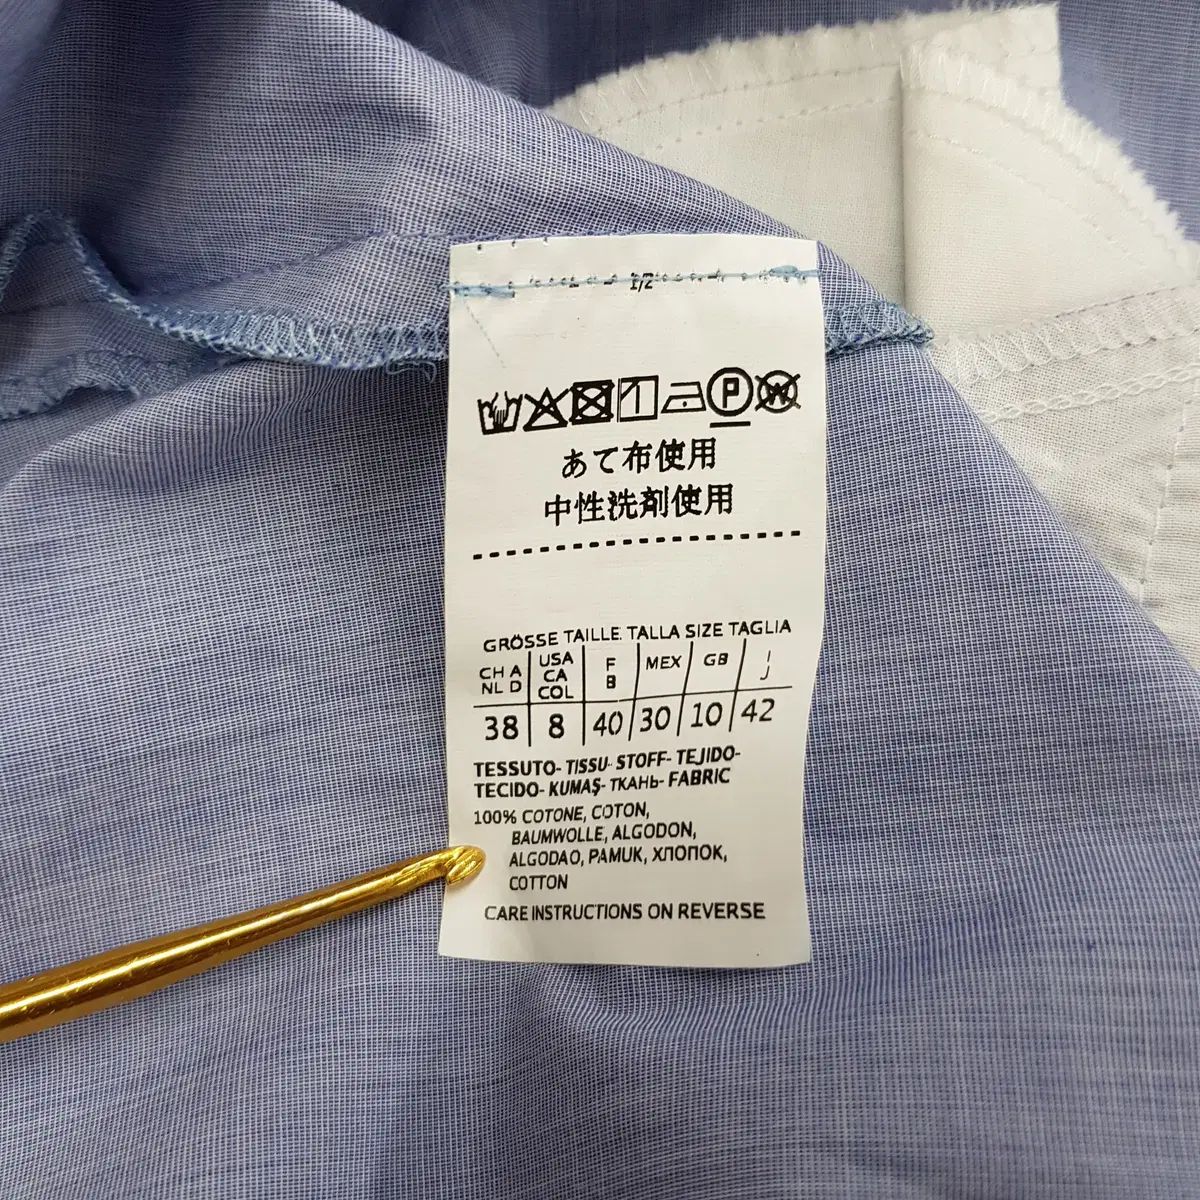 1/2
P W
あて布使用
中性洗剤使用
GRÖSSE TAILLE TALLA SIZE TAGLIA
CH A NL D USA CA COL F B MEX GB I J
38 8 40 30 10 42
TESSUTO- TISSU- STOFF- TEJIDO-
TECIDO- KUMAŞ- ТКАНЬ- FABRIC
100% COTONE, COTON,
BAUMWOLLE, ALGODON,
ALGODAO, PAMUK, ХЛОПОК,
COTTON
CARE INSTRUCTIONS ON REVERSE